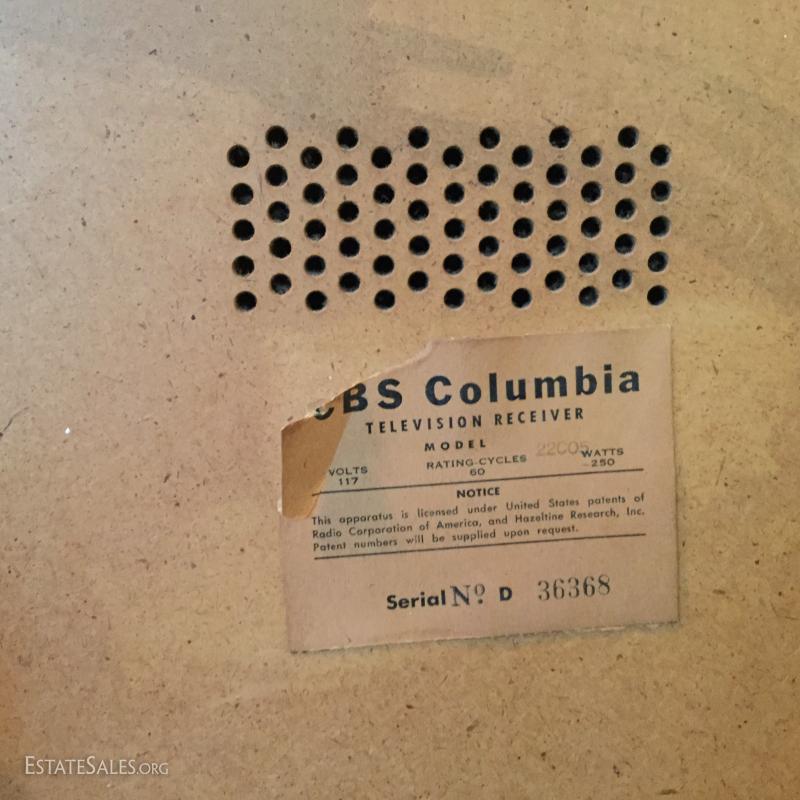 CBS Columbia
TELEVISION RECEIVER
MODEL 22C05
VOLTS RATING-CYCLES WATTS
117 60 250
NOTICE
This apparatus is licensed under United States patents of
Radio Corporation of America, and Hazeltine Research, Inc.
Patent numbers will be supplied upon request.
Serial Nº D 36368
ESTATESALES.ORG